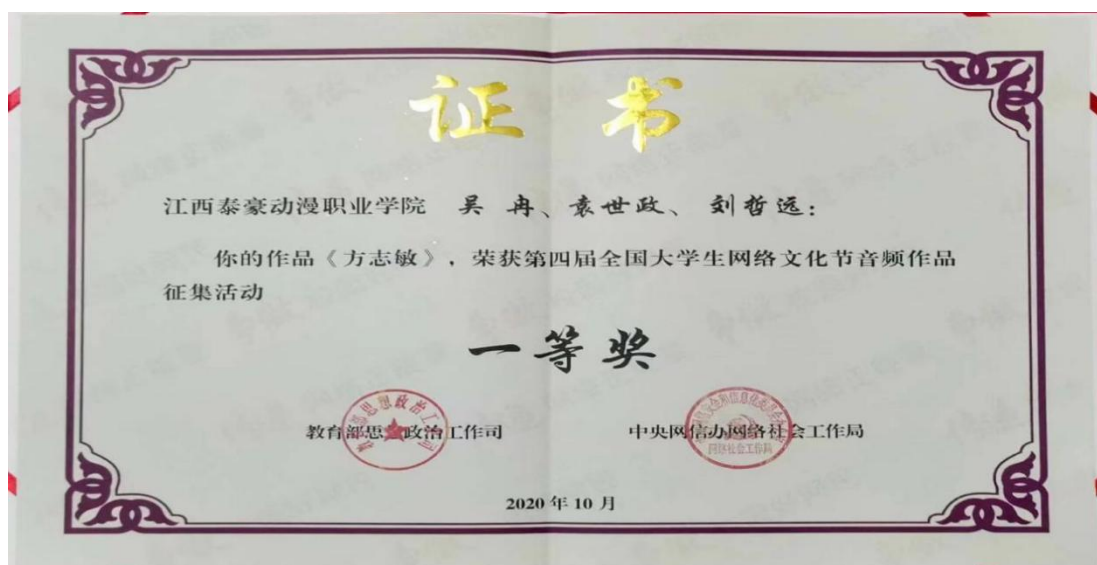 证书
江西泰豪动漫职业学院 吴冉、袁世政、刘哲远：
你的作品《方志敏》，荣获第四届全国大学生网络文化节音频作品
征集活动
一等奖
教育部思想政治工作司 中央网信办网络社会工作局
2020年10月